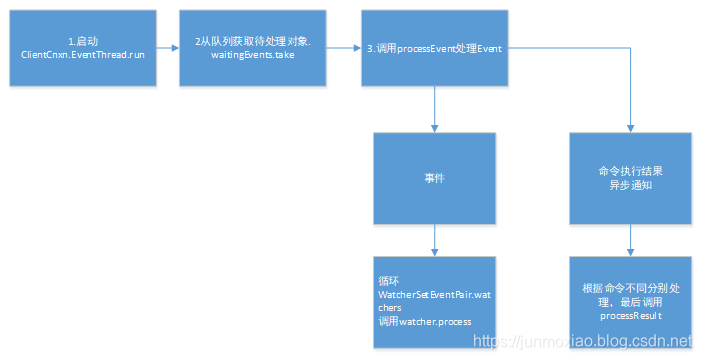 1.启动
ClientCnxn.EventThread.run
2从队列获取待处理对象.
waitingEvents.take
3.调用processEvent处理Event
事件
命令执行结果
异步通知
循环
WatcherSetEventPair.wat
chers
调用watcher.process
根据命令不同分别处
理、最后调用
processResult
https://junmoxiao.blog.csdn.net